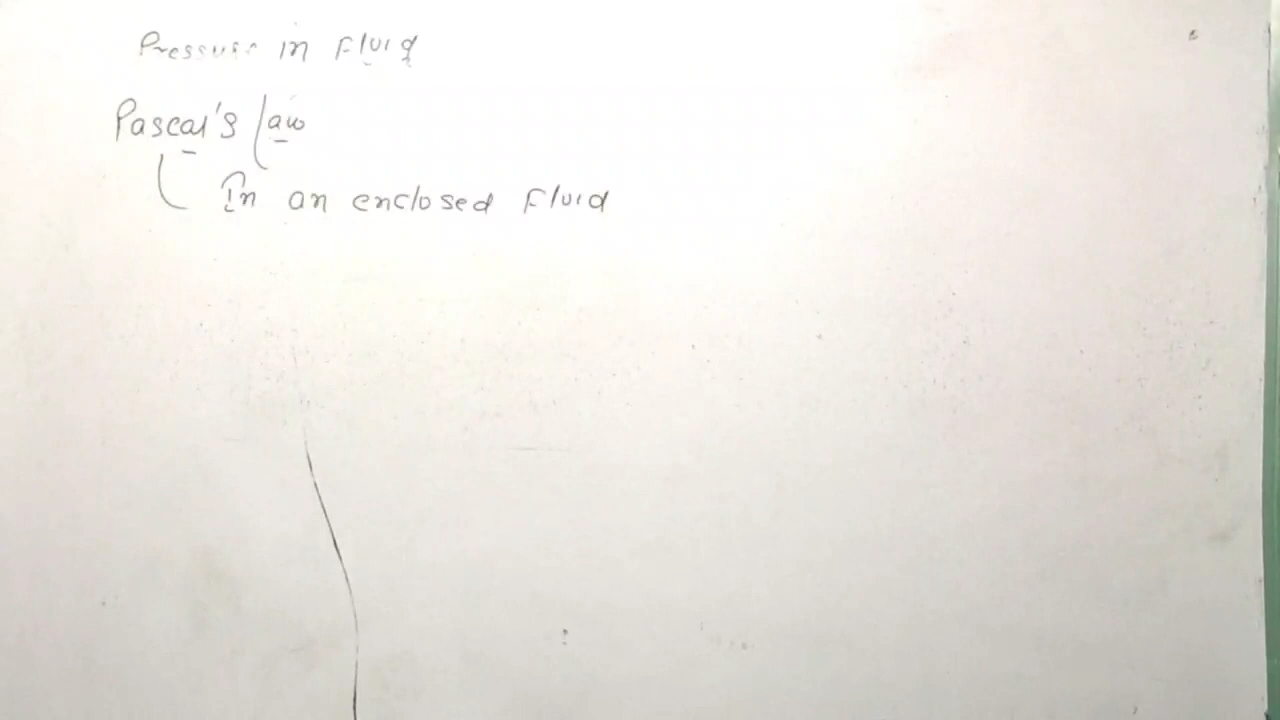 Pressure in Fluid
Pascal's law
In an enclosed Fluid